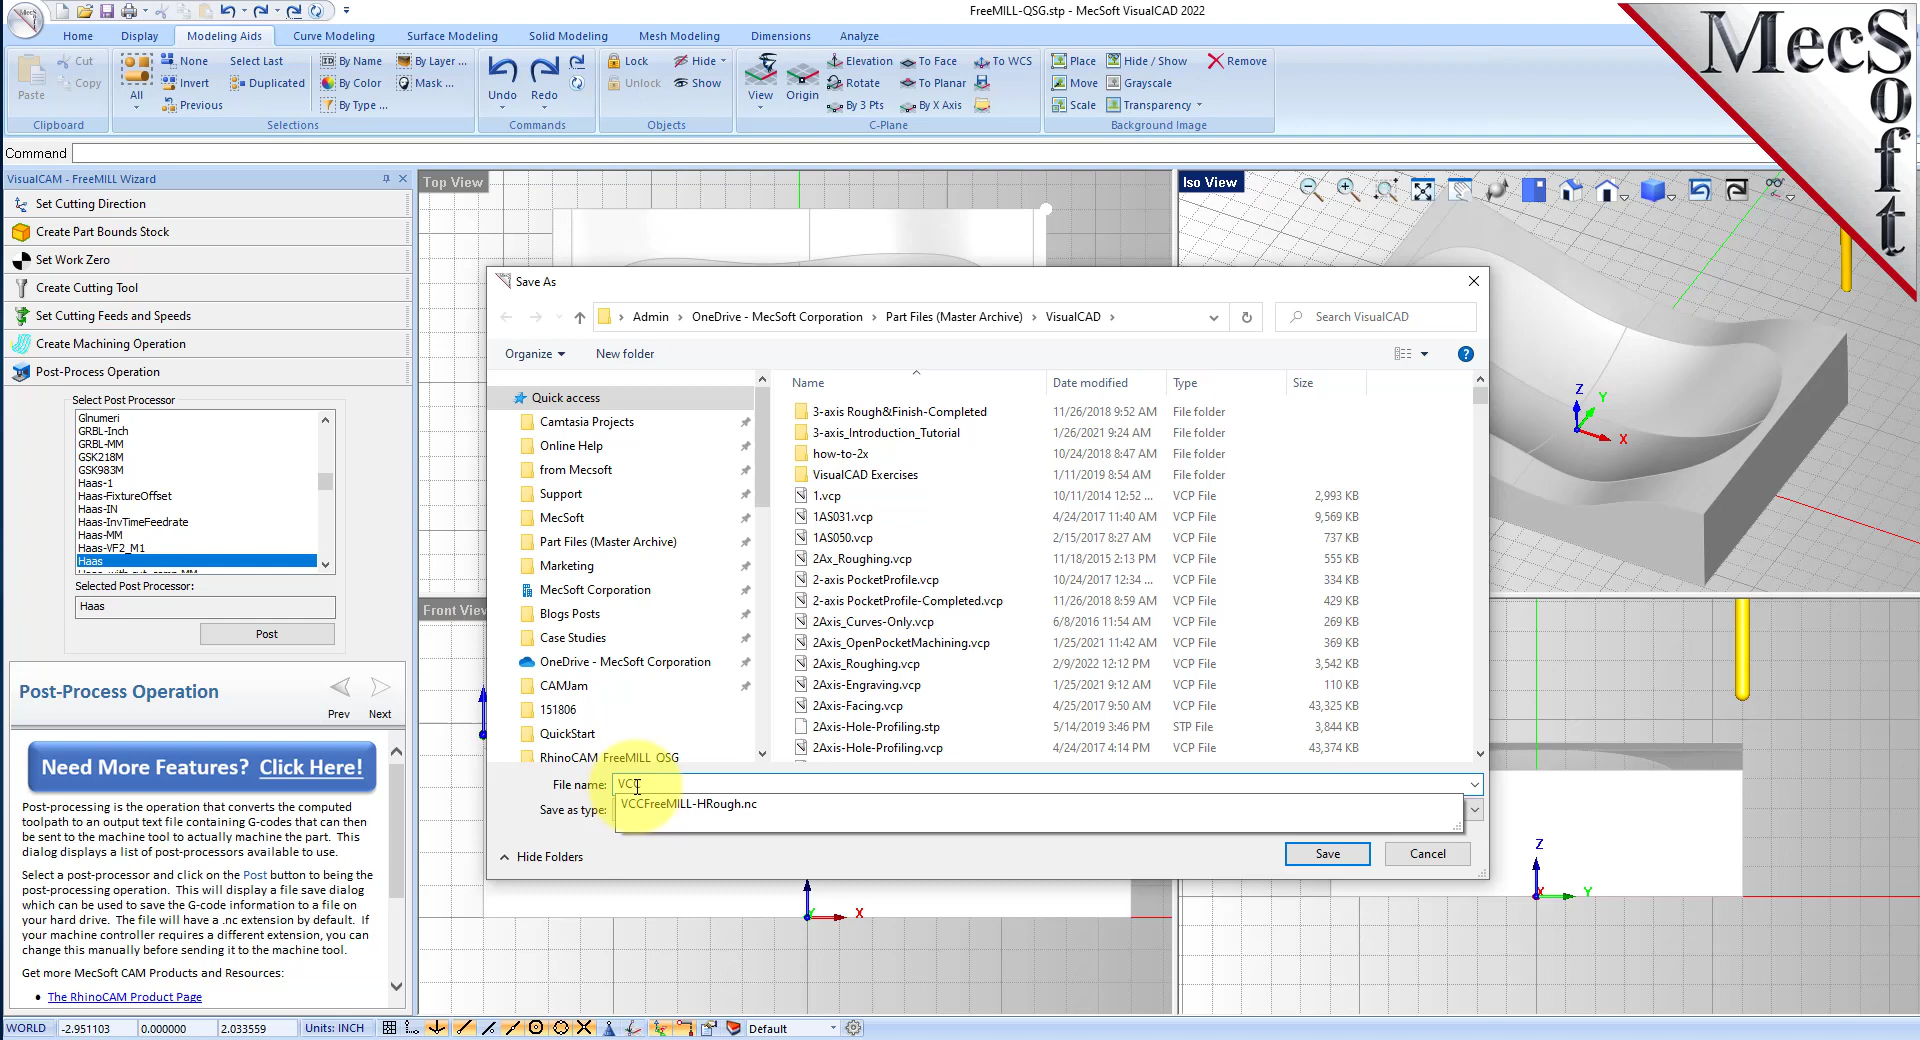 FreeMILL-QSG.stp - MecSoft VisualCAD 2022
MecSoft
Home Display Modeling Aids Curve Modeling Surface Modeling Solid Modeling Mesh Modeling Dimensions Analyze
Paste
Cut
Copy
Clipboard
All
None
Invert
Previous
Select Last
Duplicated
By Name
By Color
By Type ...
By Layer ...
Mask ...
Selections
Undo
Redo
Commands
Lock
Unlock
Hide
Show
Objects
View
Origin
Elevation
Rotate
By 3 Pts
To Face
To Planar
By X Axis
To WCS
C-Plane
Place
Move
Scale
Hide / Show
Grayscale
Transparency
Remove
Background Image
Command
VisualCAM - FreeMILL Wizard
Set Cutting Direction
Create Part Bounds Stock
Set Work Zero
Create Cutting Tool
Set Cutting Feeds and Speeds
Create Machining Operation
Post-Process Operation
Select Post Processor
Glnumeri
GRBL-Inch
GRBL-MM
GSK218M
GSK983M
Haas-1
Haas-FixtureOffset
Haas-IN
Haas-InvTimeFeedrate
Haas-MM
Haas-VF2_M1
Haas
Selected Post Processor:
Haas
Post
Post-Process Operation
Prev
Next
Need More Features? Click Here!
Post-processing is the operation that converts the computed
toolpath to an output text file containing G-codes that can then
be sent to the machine tool to actually machine the part. This
dialog displays a list of post-processors available to use.
Select a post-processor and click on the Post button to being the
post-processing operation. This will display a file save dialog
which can be used to save the G-code information to a file on
your hard drive. The file will have a .nc extension by default. If
your machine controller requires a different extension, you can
change this manually before sending it to the machine tool.
Get more MecSoft CAM Products and Resources:
The RhinoCAM Product Page
Top View
Iso View
Front View
Z
Y
X
Save As
Admin > OneDrive - MecSoft Corporation > Part Files (Master Archive) > VisualCAD >
Search VisualCAD
Organize
New folder
Quick access
Camtasia Projects
Online Help
from Mecsoft
Support
MecSoft
Part Files (Master Archive)
Marketing
MecSoft Corporation
Blogs Posts
Case Studies
OneDrive - MecSoft Corporation
CAMJam
151806
QuickStart
RhinoCAM FreeMILL QSG
Name Date modified Type Size
3-axis Rough&Finish-Completed 11/26/2018 9:52 AM File folder
3-axis_Introduction_Tutorial 1/26/2021 9:24 AM File folder
how-to-2x 10/24/2018 8:47 AM File folder
VisualCAD Exercises 1/11/2019 8:54 AM File folder
1.vcp 10/11/2014 12:52 ... VCP File 2,993 KB
1AS031.vcp 4/24/2017 11:40 AM VCP File 9,569 KB
1AS050.vcp 2/15/2017 8:27 AM VCP File 737 KB
2Ax_Roughing.vcp 11/18/2015 2:13 PM VCP File 555 KB
2-axis PocketProfile.vcp 10/24/2017 12:34 ... VCP File 334 KB
2-axis PocketProfile-Completed.vcp 11/26/2018 8:59 AM VCP File 429 KB
2Axis_Curves-Only.vcp 6/8/2016 11:54 AM VCP File 269 KB
2Axis_OpenPocketMachining.vcp 1/25/2021 11:42 AM VCP File 369 KB
2Axis_Roughing.vcp 2/9/2022 12:12 PM VCP File 3,542 KB
2Axis-Engraving.vcp 1/25/2021 9:12 AM VCP File 110 KB
2Axis-Facing.vcp 4/25/2017 9:50 AM VCP File 43,325 KB
2Axis-Hole-Profiling.stp 5/14/2019 3:46 PM STP File 3,844 KB
2Axis-Hole-Profiling.vcp 4/24/2017 4:14 PM VCP File 43,374 KB
File name: VCC
VCCFreeMILL-HRough.nc
Save as type:
Hide Folders
Save
Cancel
X
Z
X
Y
WORLD -2.951103 0.000000 2.033559 Units: INCH Default